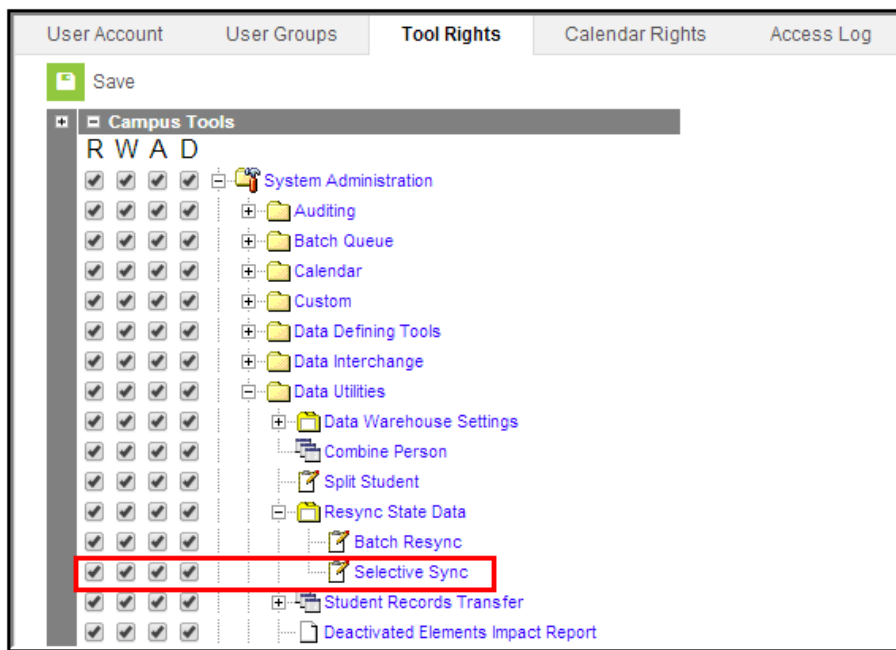 User Account User Groups Tool Rights Calendar Rights Access Log
Save
Campus Tools
R W A D
System Administration
Auditing
Batch Queue
Calendar
Custom
Data Defining Tools
Data Interchange
Data Utilities
Data Warehouse Settings
Combine Person
Split Student
Resync State Data
Batch Resync
Selective Sync
Student Records Transfer
Deactivated Elements Impact Report